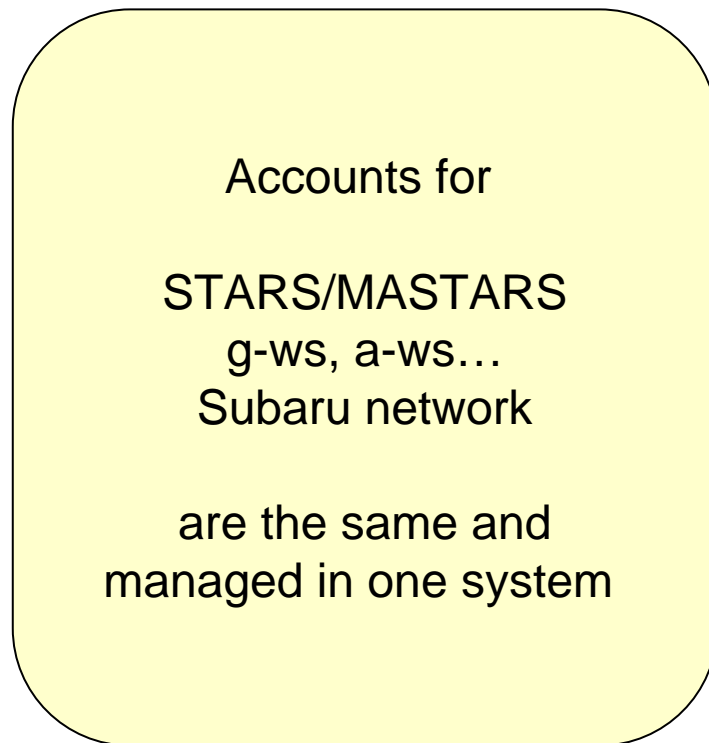 Accounts for
STARS/MASTARS
g-ws, a-ws…
Subaru network
are the same and
managed in one system